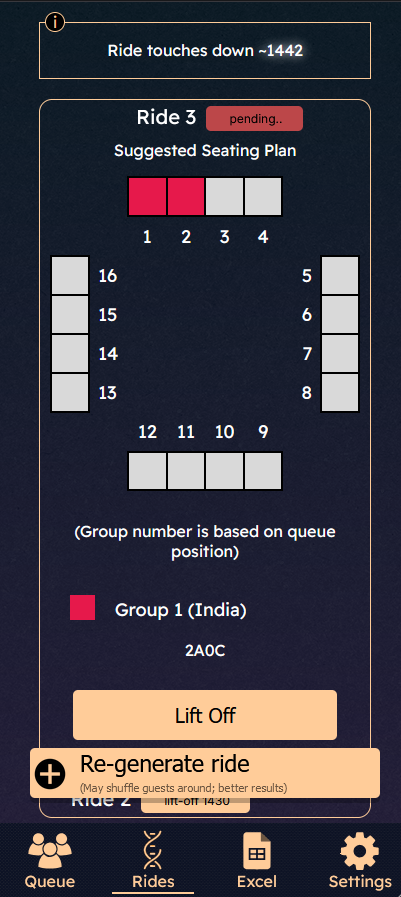 i
Ride touches down ~1442
Ride 3 pending..
Suggested Seating Plan
1 2 3 4
16 5
15 6
14 7
13 8
12 11 10 9
(Group number is based on queue
position)
Group 1 (India)
2A0C
Lift Off
Re-generate ride
(May shuffle guests around; better results)
Ride 2 lift-off 1430
Queue Rides Excel Settings